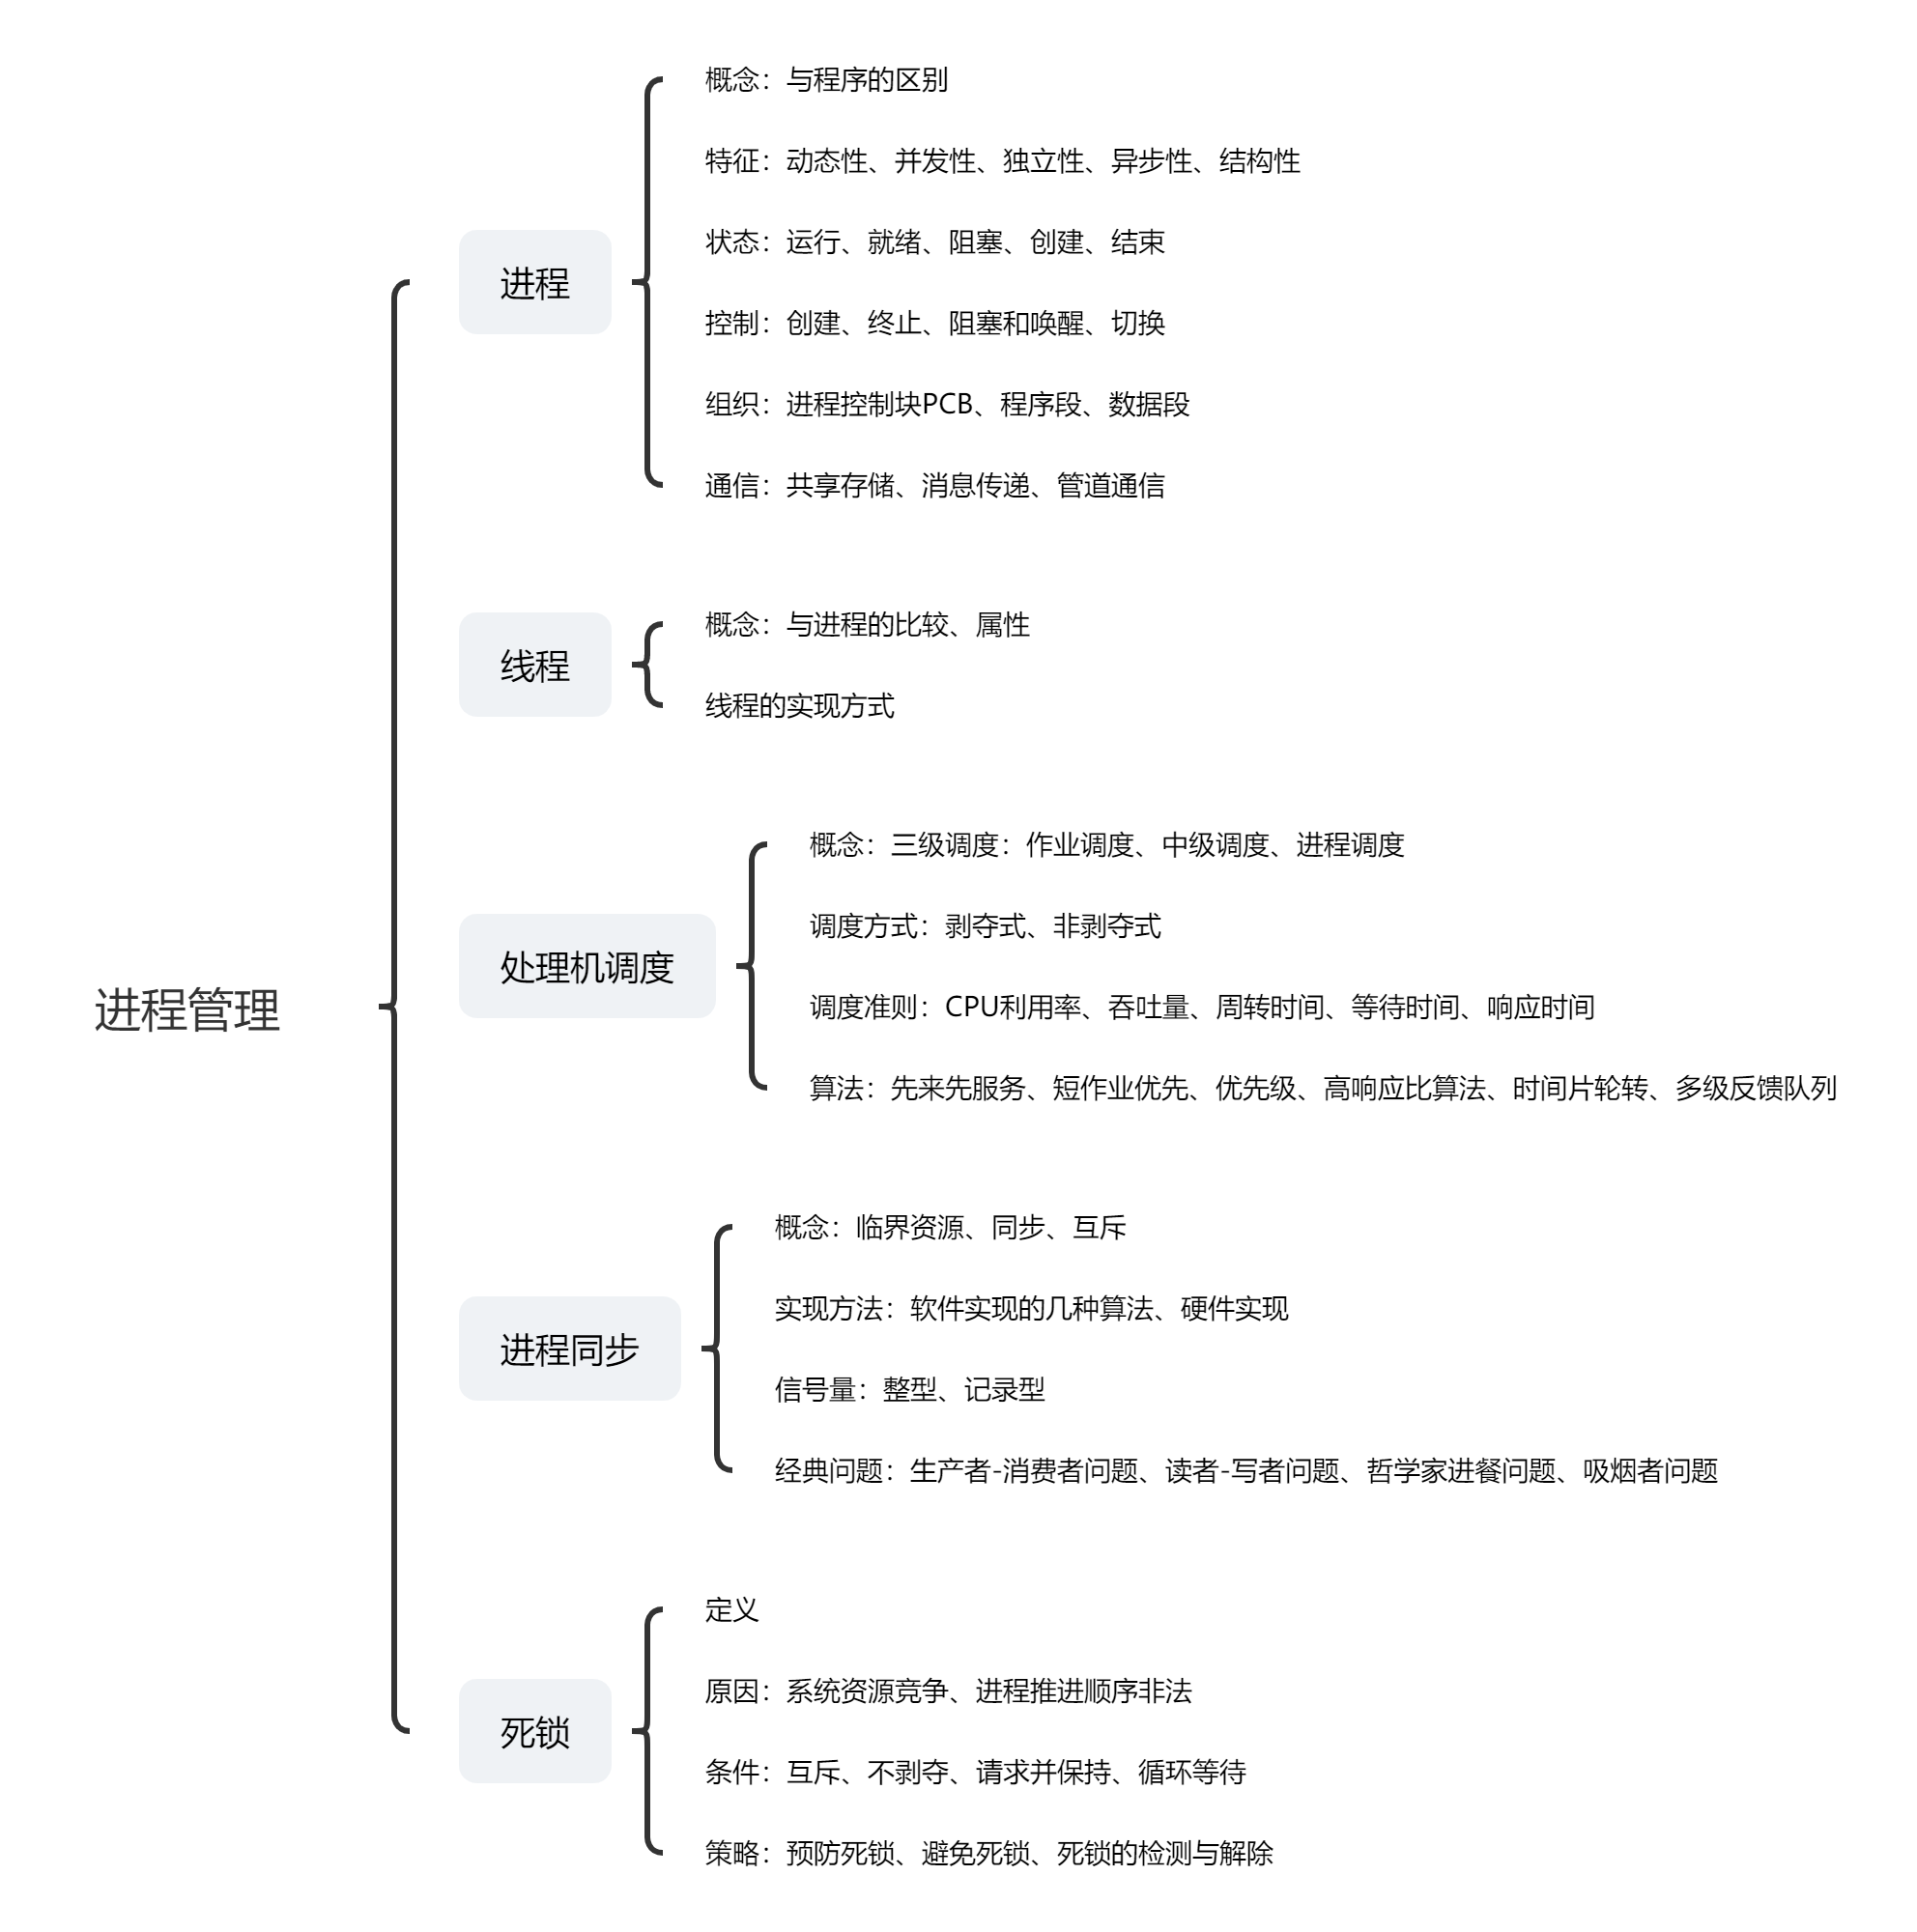 进程管理
进程
概念：与程序的区别
特征：动态性、并发性、独立性、异步性、结构性
状态：运行、就绪、阻塞、创建、结束
控制：创建、终止、阻塞和唤醒、切换
组织：进程控制块PCB、程序段、数据段
通信：共享存储、消息传递、管道通信
线程
概念：与进程的比较、属性
线程的实现方式
处理机调度
概念：三级调度：作业调度、中级调度、进程调度
调度方式：剥夺式、非剥夺式
调度准则：CPU利用率、吞吐量、周转时间、等待时间、响应时间
算法：先来先服务、短作业优先、优先级、高响应比算法、时间片轮转、多级反馈队列
进程同步
概念：临界资源、同步、互斥
实现方法：软件实现的几种算法、硬件实现
信号量：整型、记录型
经典问题：生产者-消费者问题、读者-写者问题、哲学家进餐问题、吸烟者问题
死锁
定义
原因：系统资源竞争、进程推进顺序非法
条件：互斥、不剥夺、请求并保持、循环等待
策略：预防死锁、避免死锁、死锁的检测与解除